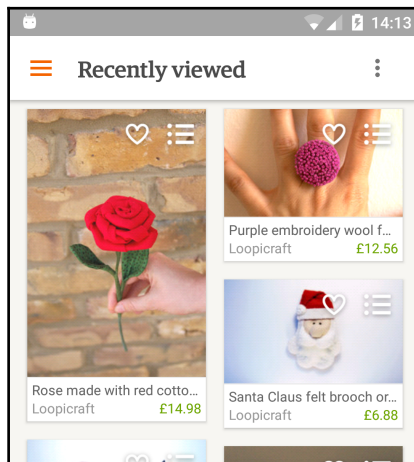 14:13
Recently viewed
Rose made with red cotto...
Loopicraft £14.98
Purple embroidery wool f...
Loopicraft £12.56
Santa Claus felt brooch or...
Loopicraft £6.88